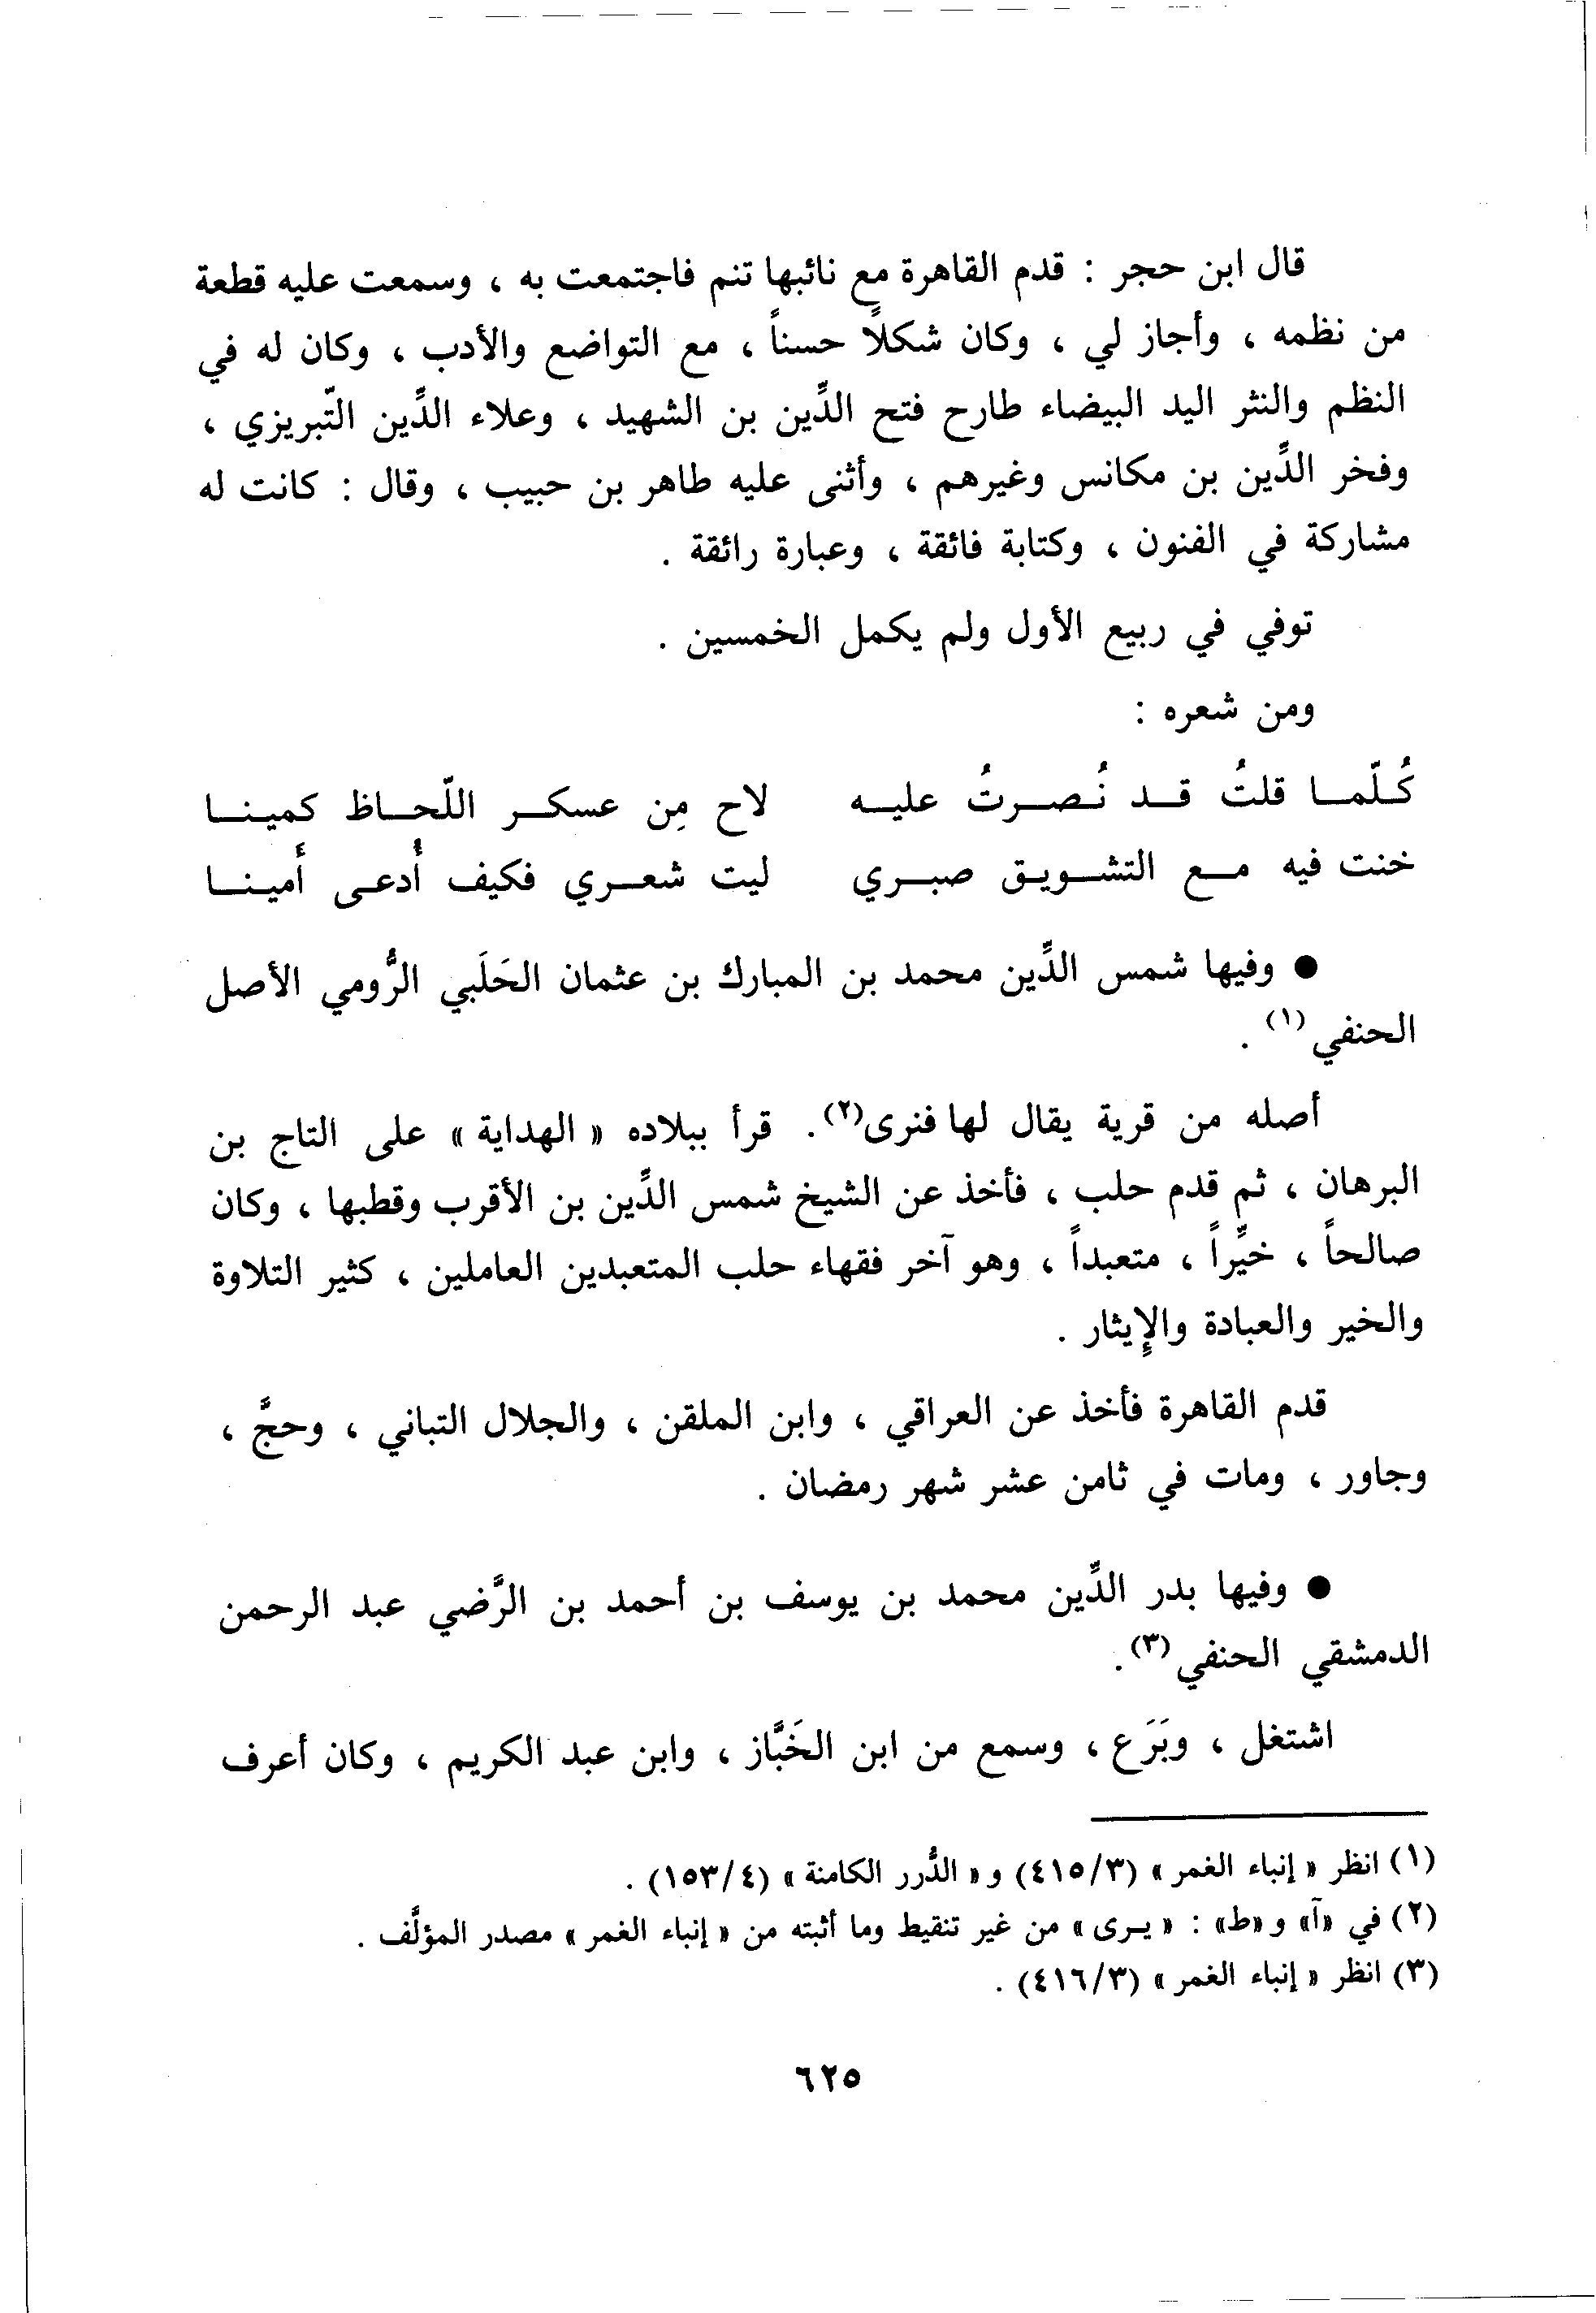 قال ابن حجر : قدم القاهرة مع نائبها تنم فاجتمعت به ، وسمعت عليه قطعة
من نظمه ، وأجاز لي ، وكان شكلاً حسناً ، مع التواضع والأدب ، وكان له في
النظم والنثر اليد البيضاء طارح فتح الدِّين بن الشهيد ، وعلاء الدِّين التّبريزي ،
وفخر الدِّين بن مكانس وغيرهم ، وأثنى عليه طاهر بن حبيب ، وقال : كانت له
مشاركة في الفنون ، وكتابة فائقة ، وعبارة رائقة .
توفي في ربيع الأول ولم يكمل الخمسين .
ومن شعره :
كُلّما قلتُ قد نُصرتُ عليه لاح مِن عسكر اللّحاظ كمينا
خنت فيه مع التشويق صبري ليت شعري فكيف أُدعى أَمينا
● وفيها شمس الدِّين محمد بن المبارك بن عثمان الحَلَبي الرُّومي الأصل
الحنفي (١) .
أصله من قرية يقال لها فنرى(٢). قرأ ببلاده « الهداية » على التاج بن
البرهان ، ثم قدم حلب ، فأخذ عن الشيخ شمس الدِّين بن الأقرب وقطبها ، وكان
صالحاً ، خيِّراً ، متعبداً ، وهو آخر فقهاء حلب المتعبدين العاملين ، كثير التلاوة
والخير والعبادة والإِيثار .
قدم القاهرة فأخذ عن العراقي ، وابن الملقن ، والجلال التباني ، وحجَّ ،
وجاور ، ومات في ثامن عشر شهر رمضان .
● وفيها بدر الدِّين محمد بن يوسف بن أحمد بن الرَّضي عبد الرحمن
الدمشقي الحنفي (٣).
اشتغل ، وبَرَع ، وسمع من ابن الخَبَّاز ، وابن عبد الكريم ، وكان أعرف
(١) انظر « إنباء الغمر » (٤١٥/٣) و « الدُّرر الكامنة » (١٥٣/٤) .
(٢) في «آ» و «ط» : « يـرى » من غير تنقيط وما أثبته من « إنباء الغمر » مصدر المؤلَّف .
(٣) انظر « إنباء الغمر » (٤١٦/٣) .
٦٢٥